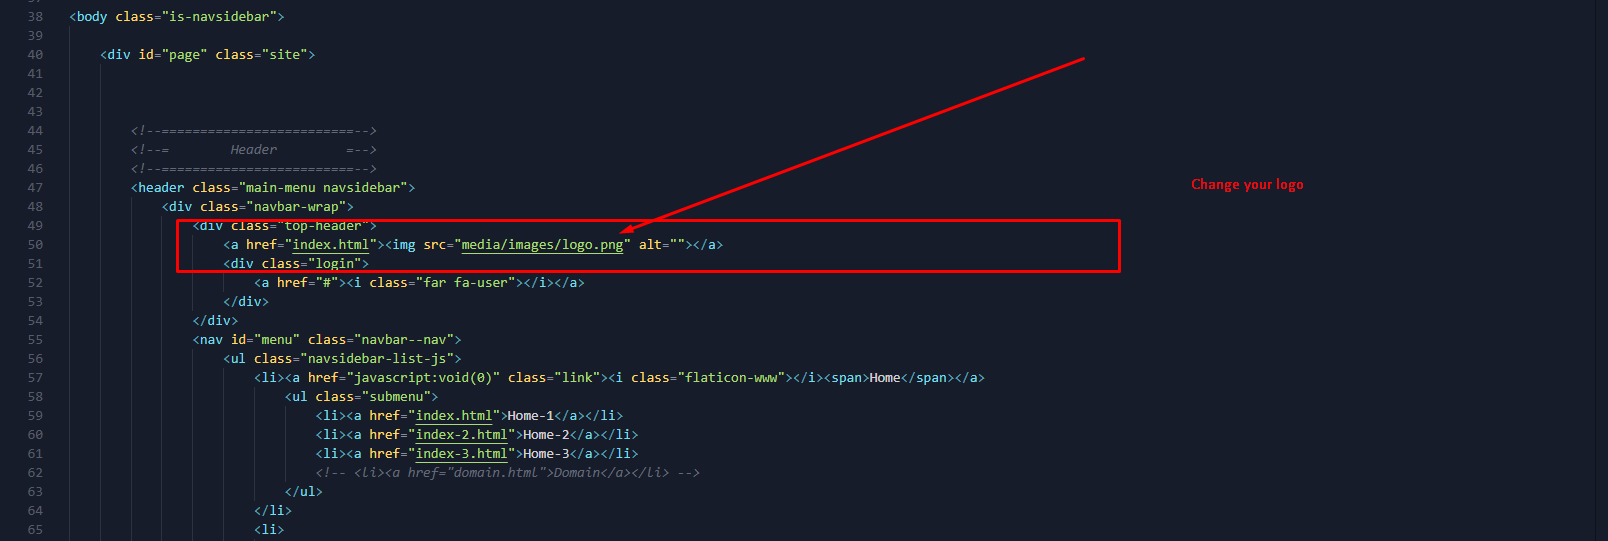 38 <body class="is-navsidebar">
39
40 <div id="page" class="site">
41
42
43
44 <!--=========================-->
45 <!--=        Header         =-->
46 <!--=========================-->
47 <header class="main-menu navsidebar">
Change your logo
48 <div class="navbar-wrap">
49 <div class="top-header">
50 <a href="index.html"><img src="media/images/logo.png" alt=""></a>
51 <div class="login">
52 <a href="#"><i class="far fa-user"></i></a>
53 </div>
54 </div>
55 <nav id="menu" class="navbar--nav">
56 <ul class="navsidebar-list-js">
57 <li><a href="javascript:void(0)" class="link"><i class="flaticon-www"></i><span>Home</span></a>
58 <ul class="submenu">
59 <li><a href="index.html">Home-1</a></li>
60 <li><a href="index-2.html">Home-2</a></li>
61 <li><a href="index-3.html">Home-3</a></li>
62 <!-- <li><a href="domain.html">Domain</a></li> -->
63 </ul>
64 </li>
65 <li>